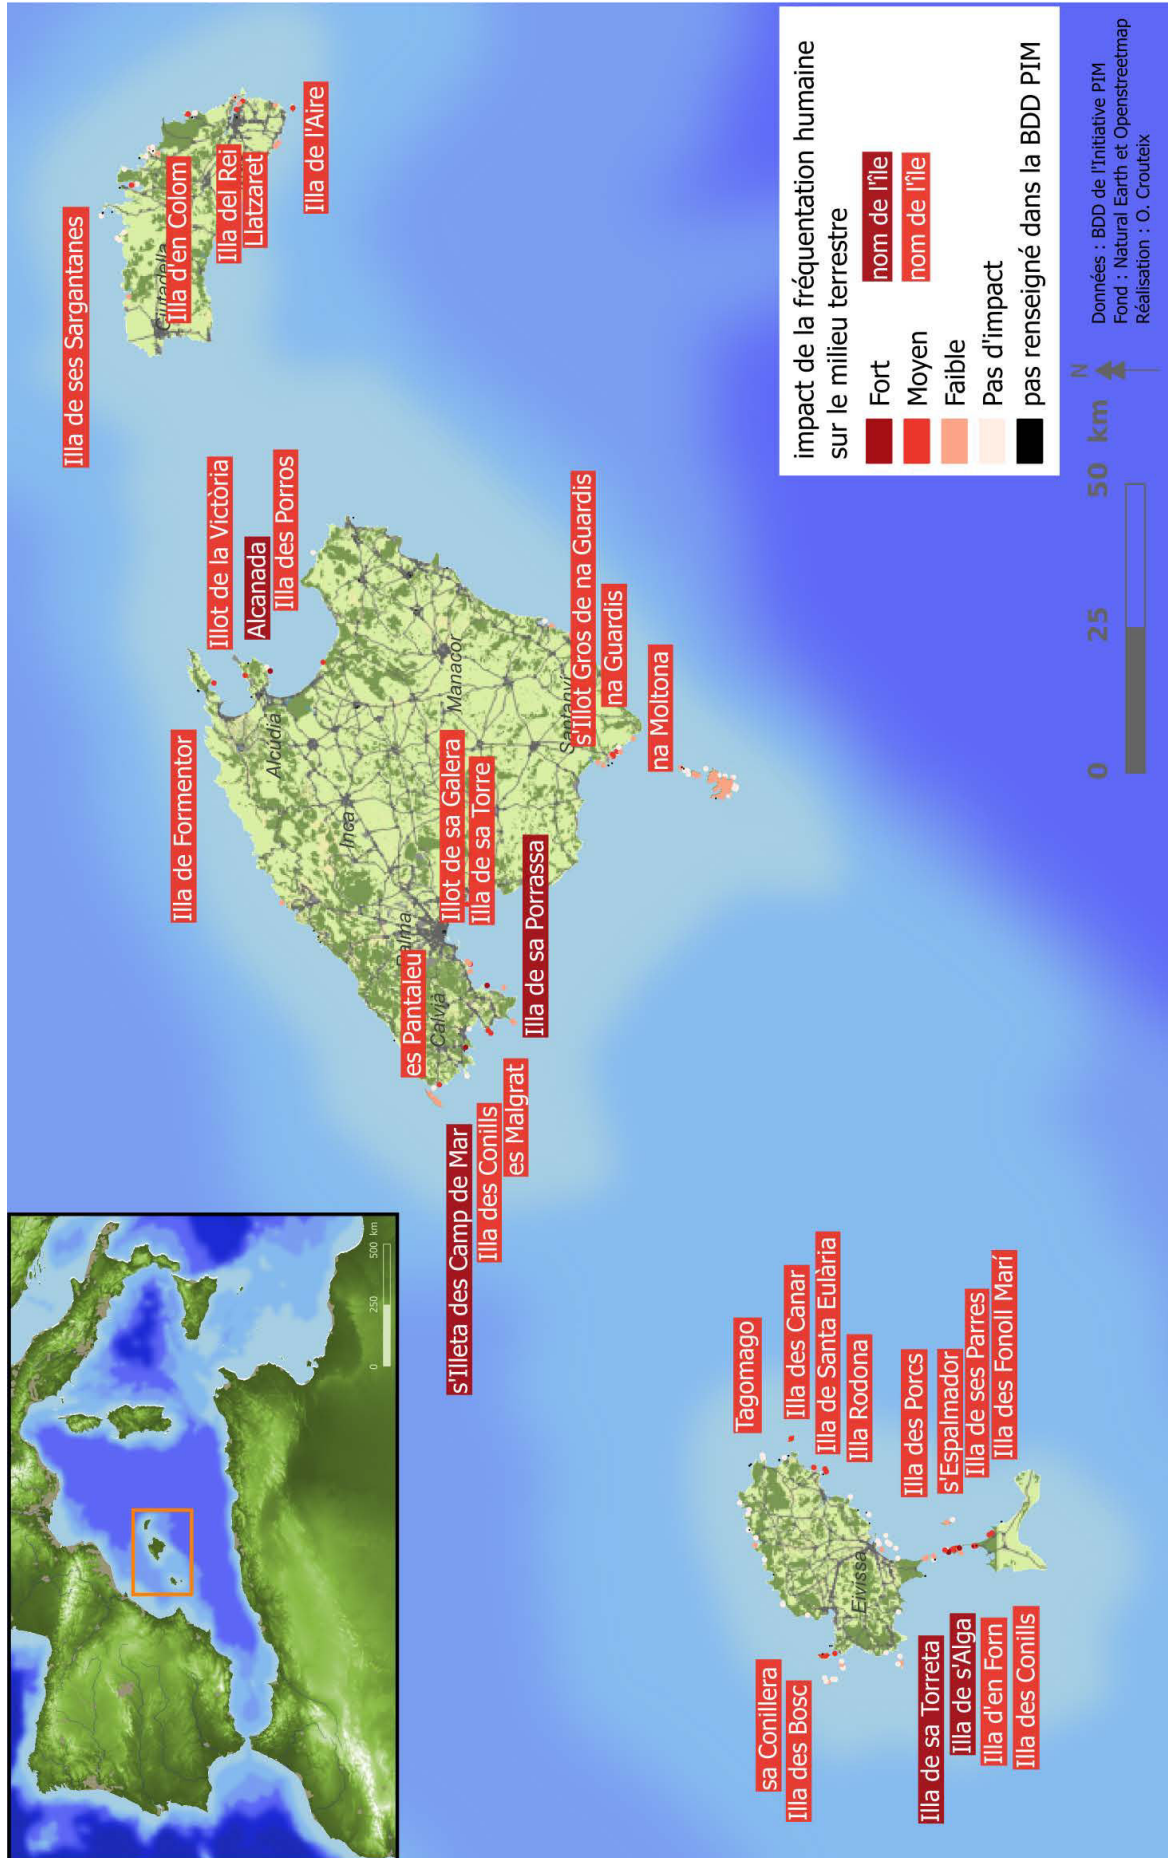 0 250 500 km
Illa de ses Sargantanes
Ciutadella
Illa d'en Colom
Illa del Rei
Llatzaret
Illa de l'Aire
Illa de Formentor
Illot de la Victòria
Alcanada
Illa des Porros
Alcudia
Inca
Manacor
Palma
Calvià
Santanyí
es Pantaleu
Illot de sa Galera
Illa de sa Torre
Illa de sa Porrassa
s'Illeta des Camp de Mar
Illa des Conills
es Malgrat
s'Illot Gros de na Guardis
na Guardis
na Moltona
Tagomago
Illa des Canar
Illa de Santa Eulària
Illa Rodona
sa Conillera
Illa des Bosc
Eivissa
Illa des Porcs
s'Espalmador
Illa de ses Parres
Illa des Fonoll Marí
Illa de sa Torreta
Illa de s'Alga
Illa d'en Forn
Illa des Conills
impact de la fréquentation humaine
sur le milieu terrestre
Fort nom de l'île
Moyen nom de l'île
Faible
Pas d'impact
pas renseigné dans la BDD PIM
0 25 50 km
N
Données : BDD de l'Initiative PIM
Fond : Natural Earth et Openstreetmap
Réalisation : O. Crouteix